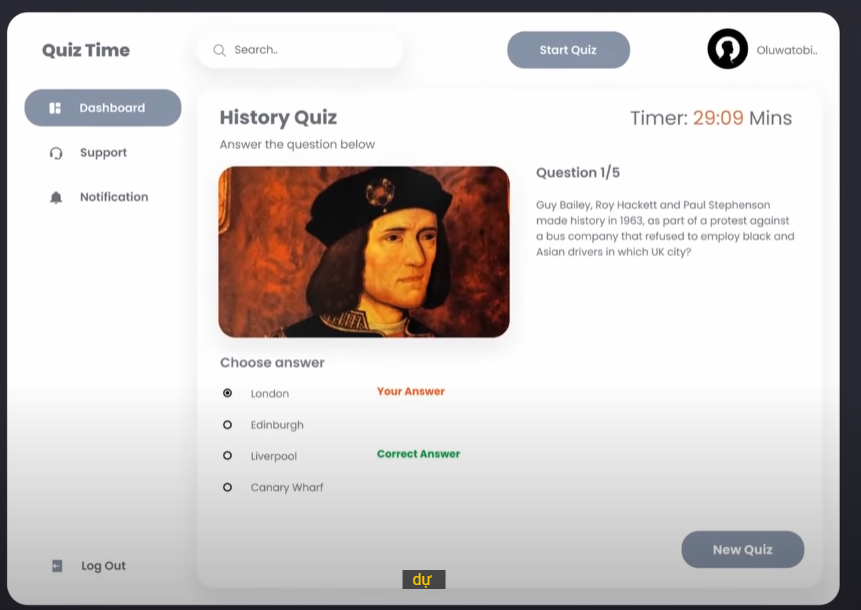 Quiz Time
Search..
Start Quiz
Oluwatobi..
Dashboard
Support
Notification
Log Out
History Quiz
Timer: 29:09 Mins
Answer the question below
Question 1/5
Guy Bailey, Roy Hackett and Paul Stephenson
made history in 1963, as part of a protest against
a bus company that refused to employ black and
Asian drivers in which UK city?
Choose answer
London Your Answer
Edinburgh
Liverpool Correct Answer
Canary Wharf
New Quiz
dự